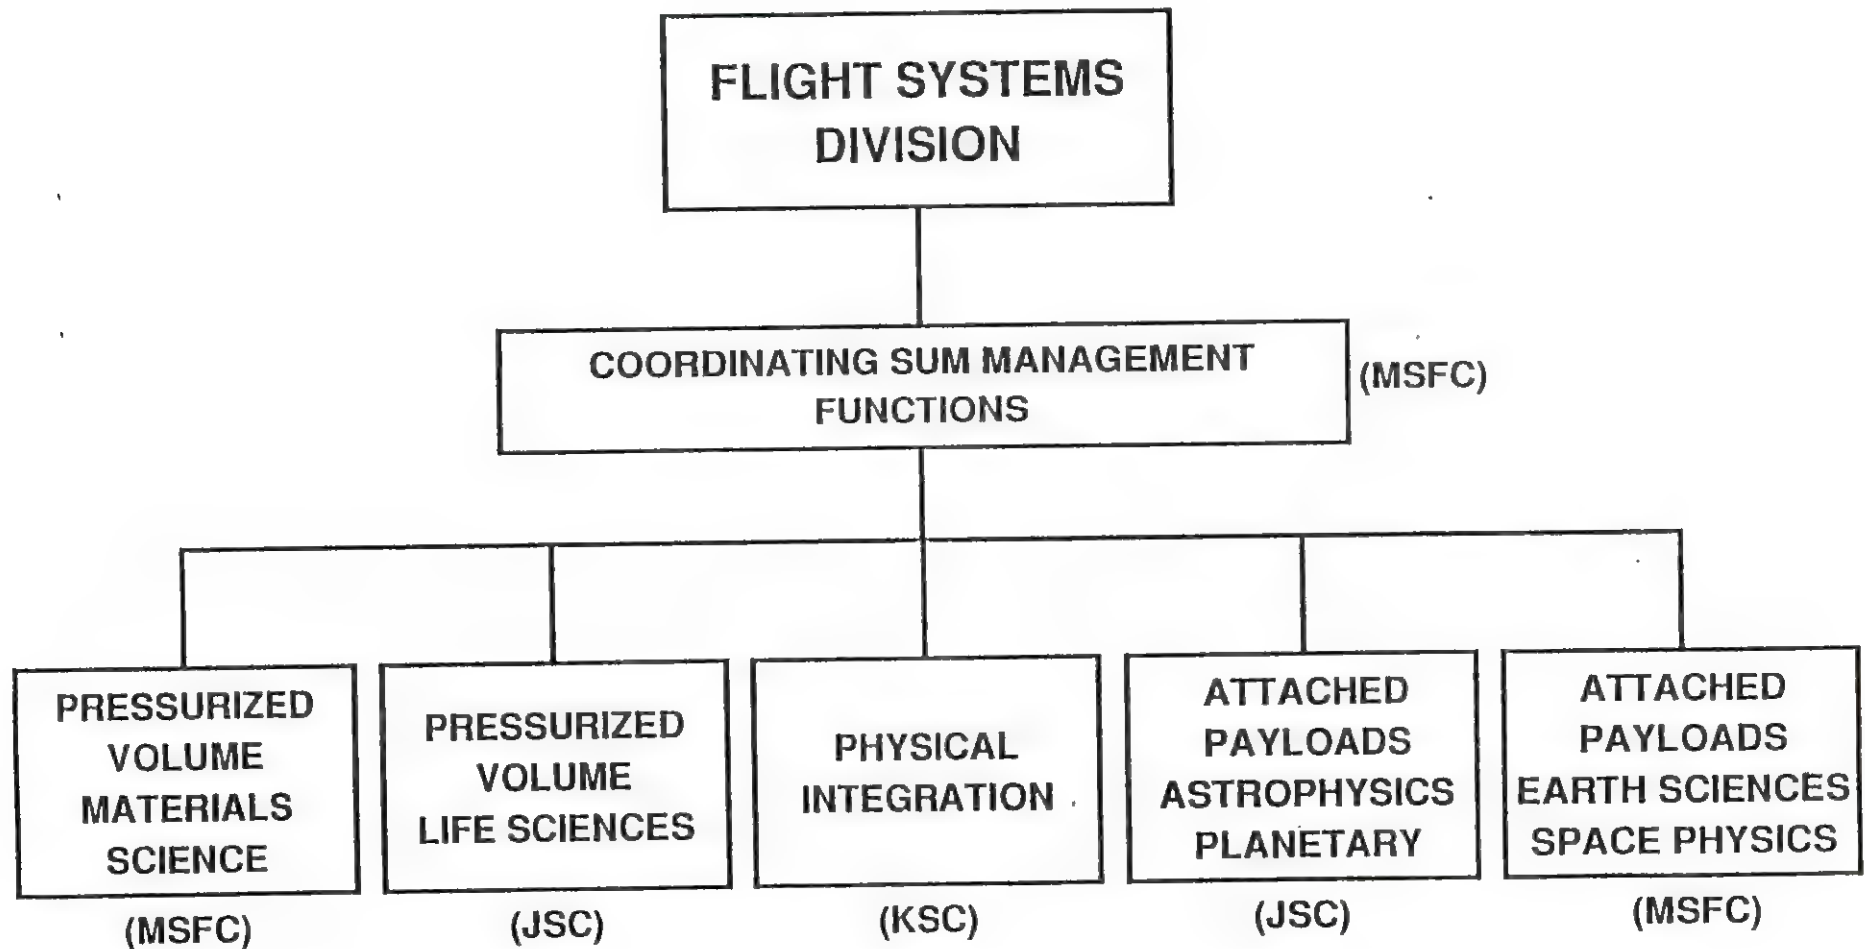 FLIGHT SYSTEMS
DIVISION
COORDINATING SUM MANAGEMENT
FUNCTIONS
(MSFC)
PRESSURIZED
VOLUME
MATERIALS
SCIENCE
(MSFC)
PRESSURIZED
VOLUME
LIFE SCIENCES
(JSC)
PHYSICAL
INTEGRATION
(KSC)
ATTACHED
PAYLOADS
ASTROPHYSICS
PLANETARY
(JSC)
ATTACHED
PAYLOADS
EARTH SCIENCES
SPACE PHYSICS
(MSFC)